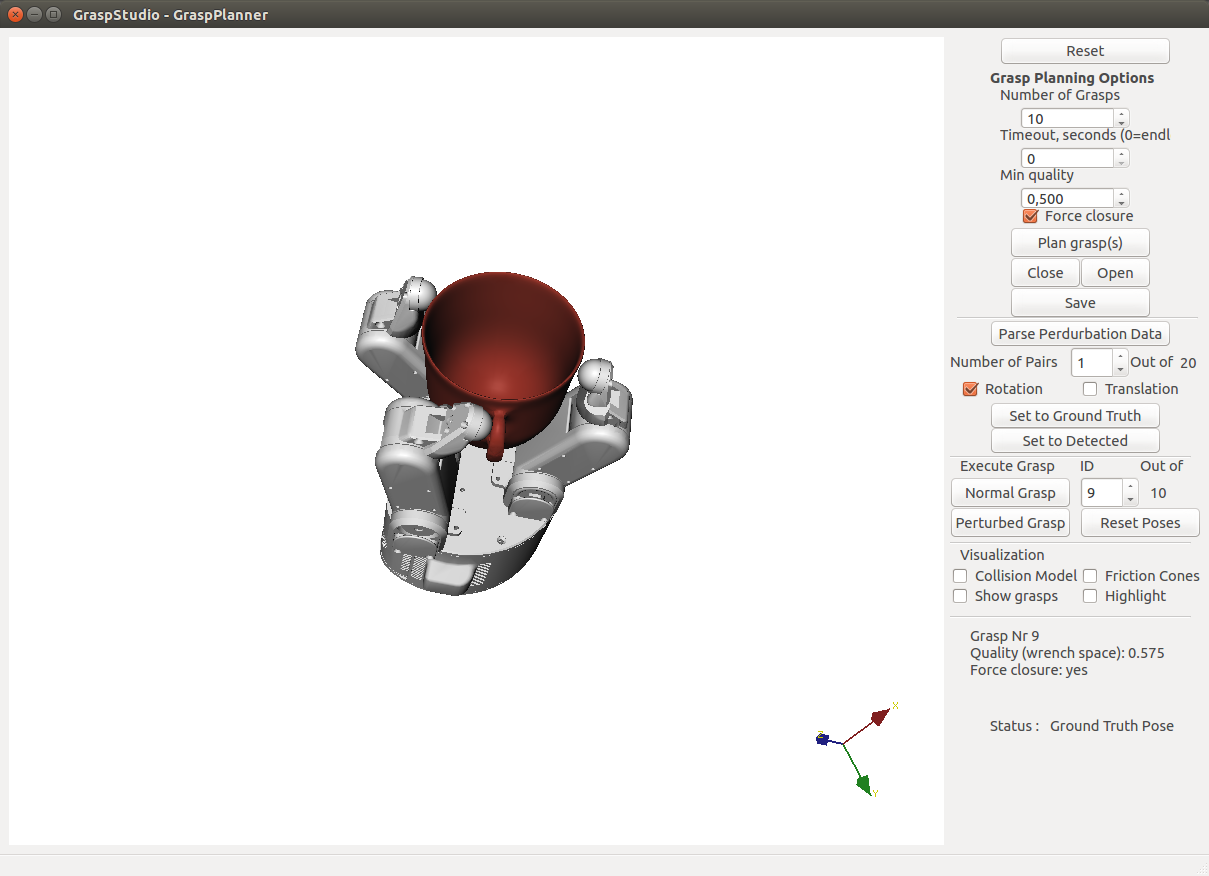 GraspStudio - GraspPlanner
Reset
Grasp Planning Options
Number of Grasps
10
Timeout, seconds (0=endl
0
Min quality
0,500
Force closure
Plan grasp(s)
Close Open
Save
Parse Perdurbation Data
Number of Pairs 1 Out of 20
Rotation Translation
Set to Ground Truth
Set to Detected
Execute Grasp ID Out of
Normal Grasp 9 10
Perturbed Grasp Reset Poses
Visualization
Collision Model Friction Cones
Show grasps Highlight
Grasp Nr 9
Quality (wrench space): 0.575
Force closure: yes
X
Status : Ground Truth Pose
Z
Y